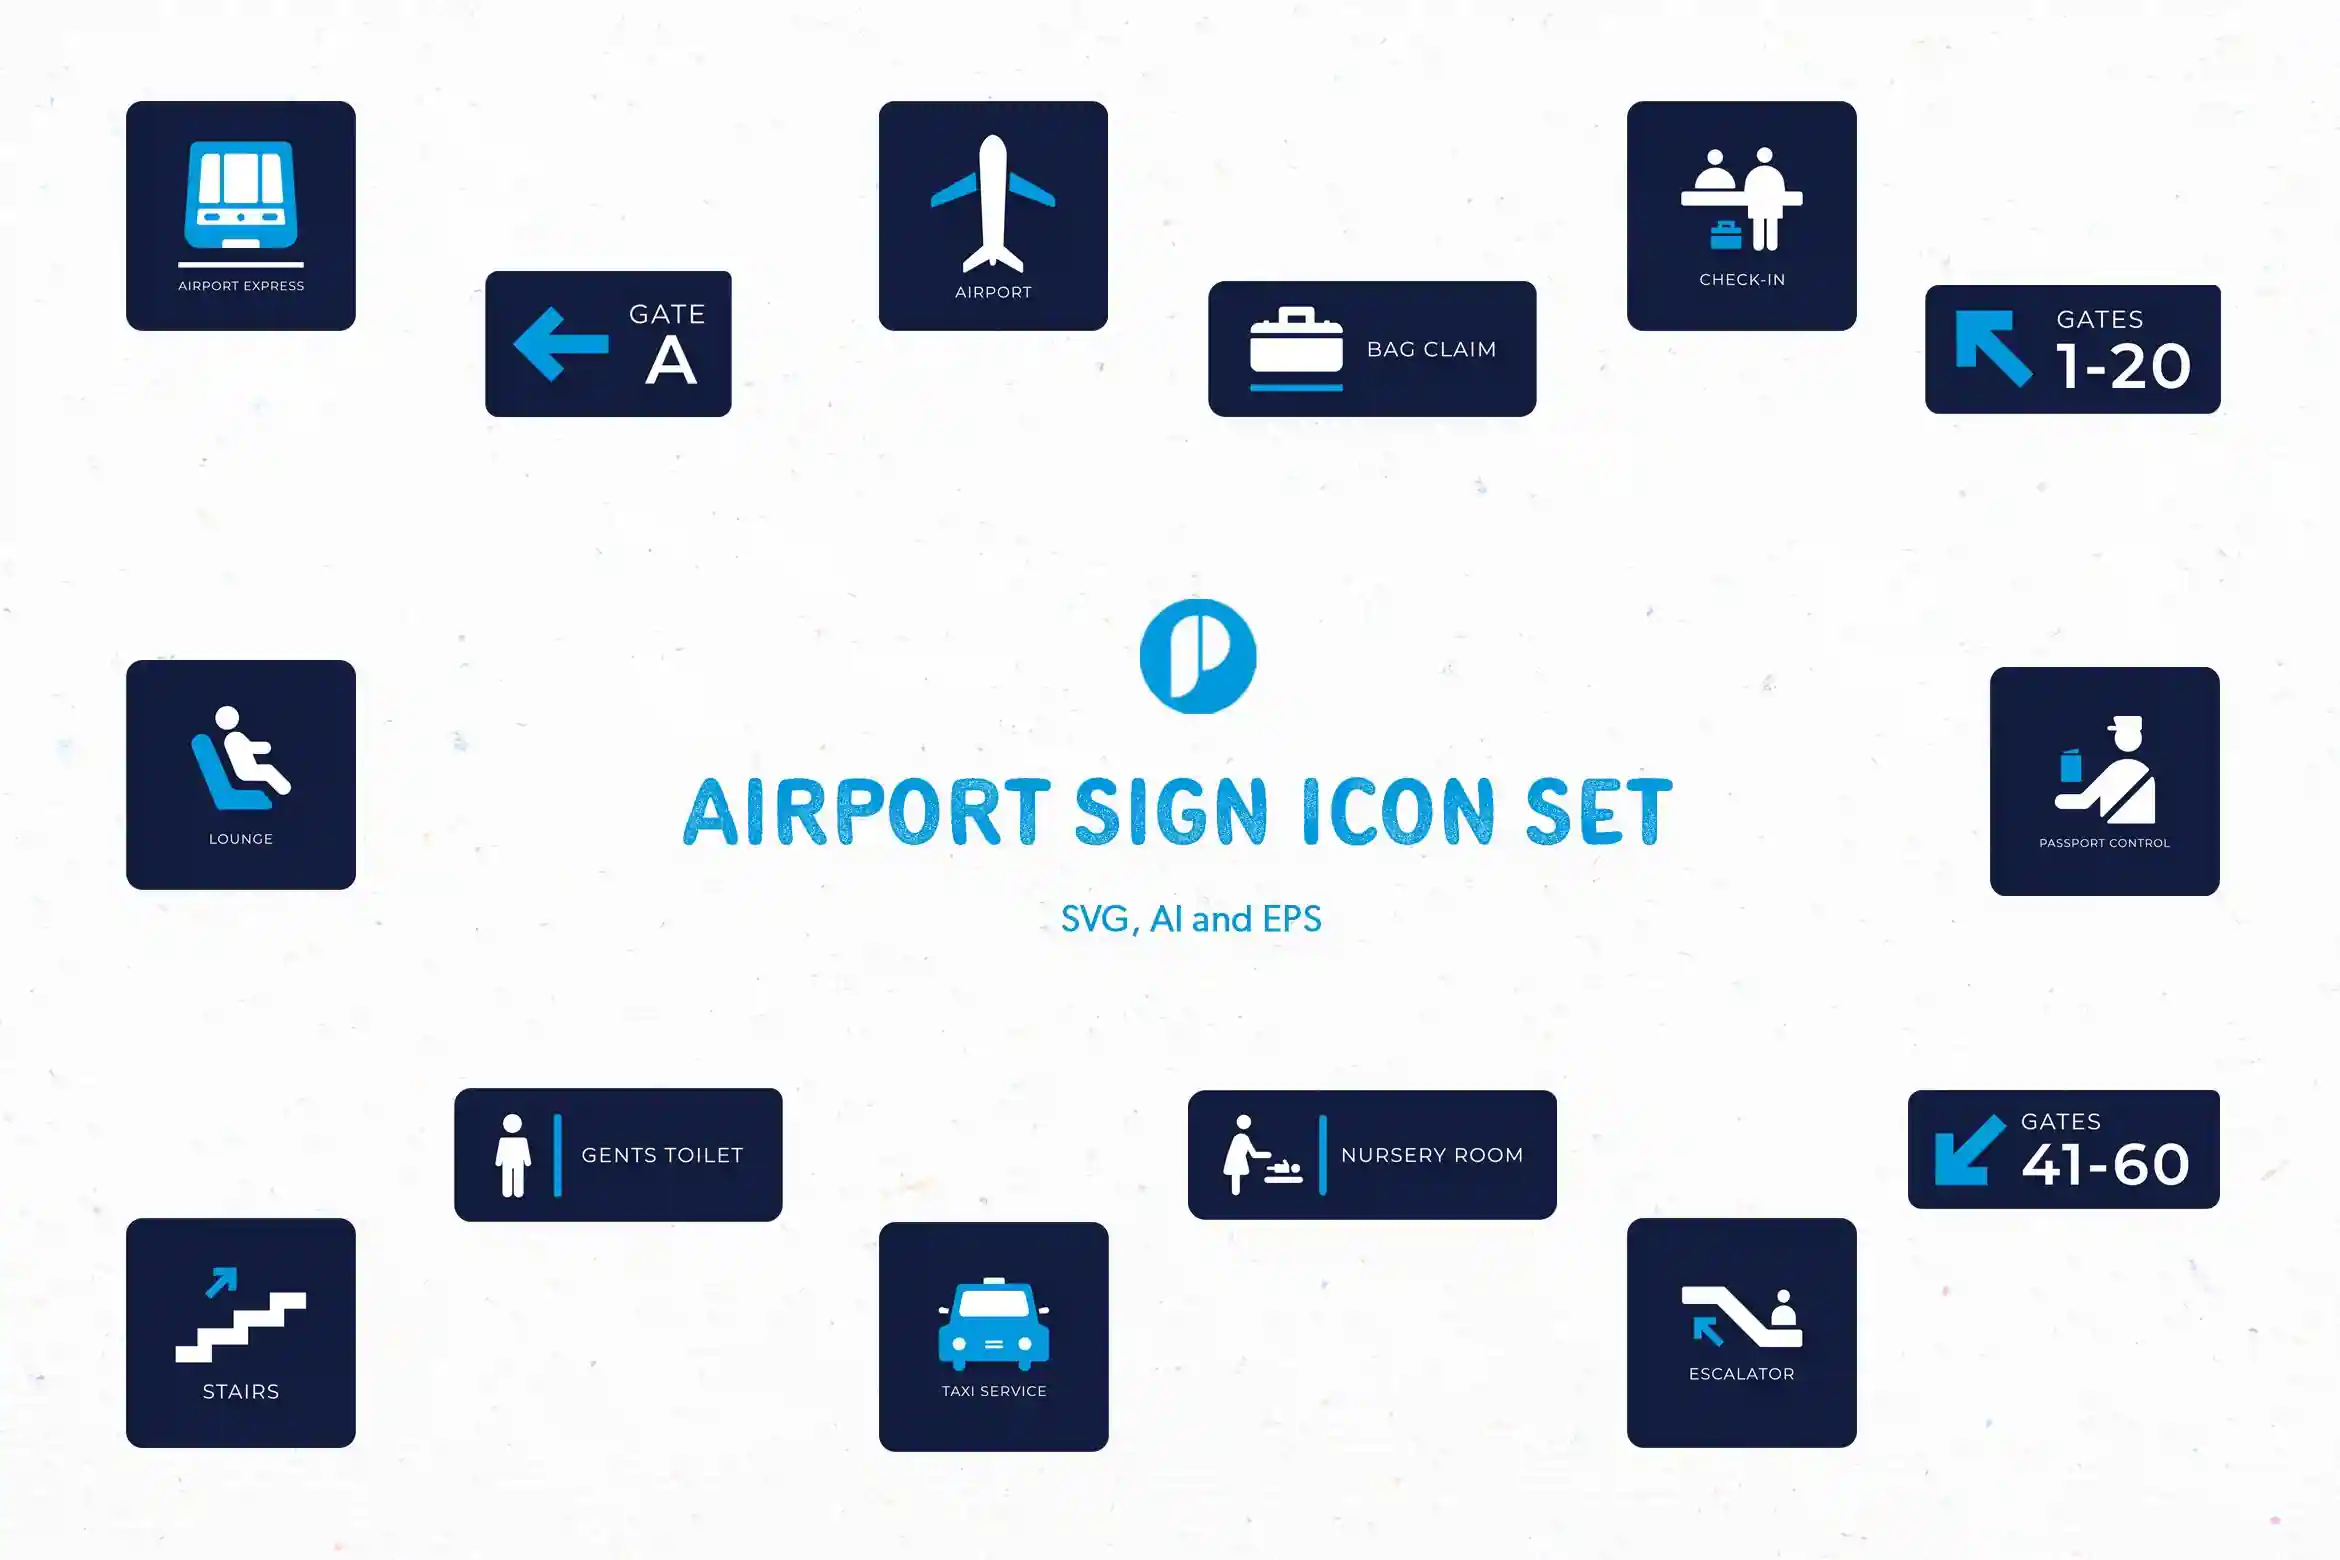 AIRPORT EXPRESS
GATE
A
AIRPORT
BAG CLAIM
CHECK-IN
GATES
1-20
LOUNGE
P
AIRPORT SIGN ICON SET
SVG, AI and EPS
PASSPORT CONTROL
GENTS TOILET
NURSERY ROOM
GATES
41-60
STAIRS
TAXI SERVICE
ESCALATOR